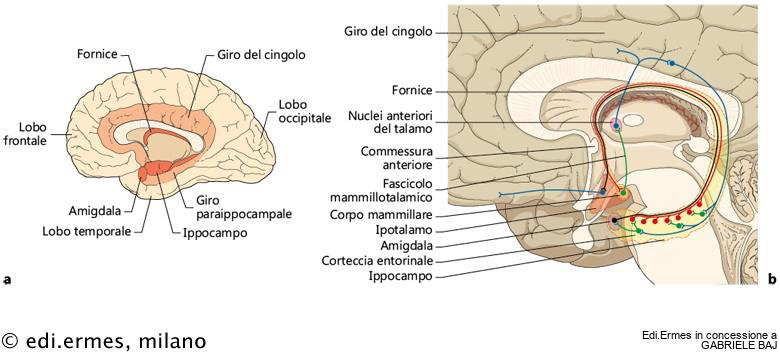 Fornice
Giro del cingolo
Lobo
occipitale
Lobo
frontale
Amigdala
Lobo temporale
Ippocampo
Giro
paraippocampale
a
Giro del cingolo
Fornice
Nuclei anteriori
del talamo
Commessura
anteriore
Fascicolo
mammillotalamico
Corpo mammillare
Ipotalamo
Amigdala
Corteccia entorinale
Ippocampo
b
© edi.ermes, milano
Edi.Ermes in concessione a
GABRIELE BAJ